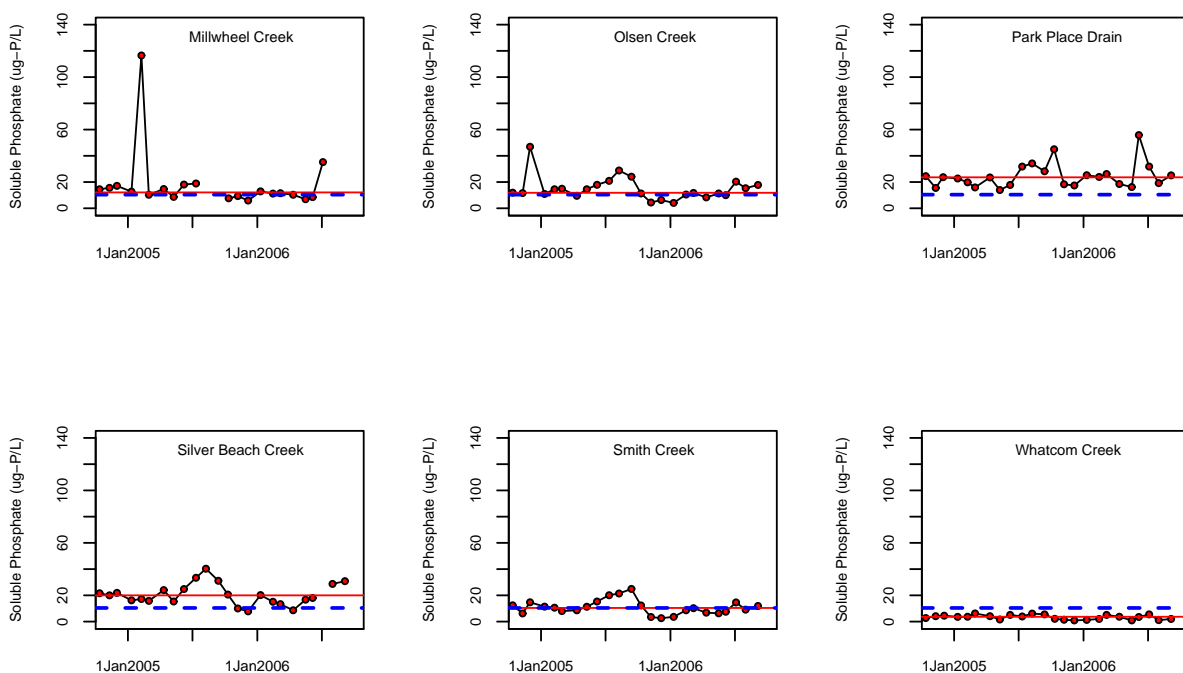 Millwheel Creek
Soluble Phosphate (ug−P/L)
0 20 60 100 140
1Jan2005 1Jan2006
Olsen Creek
Soluble Phosphate (ug−P/L)
0 20 60 100 140
1Jan2005 1Jan2006
Park Place Drain
Soluble Phosphate (ug−P/L)
0 20 60 100 140
1Jan2005 1Jan2006
Silver Beach Creek
Soluble Phosphate (ug−P/L)
0 20 60 100 140
1Jan2005 1Jan2006
Smith Creek
Soluble Phosphate (ug−P/L)
0 20 60 100 140
1Jan2005 1Jan2006
Whatcom Creek
Soluble Phosphate (ug−P/L)
0 20 60 100 140
1Jan2005 1Jan2006